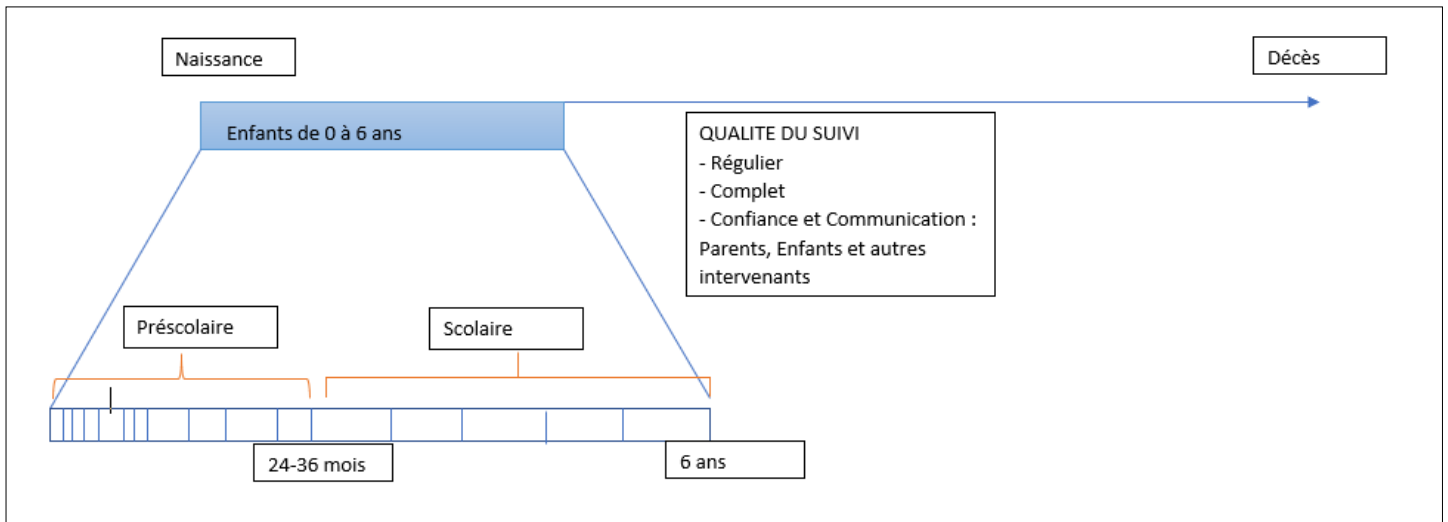 Naissance
Décès
Enfants de 0 à 6 ans
QUALITE DU SUIVI
- Régulier
- Complet
- Confiance et Communication :
Parents, Enfants et autres
intervenants
Préscolaire
Scolaire
24-36 mois
6 ans